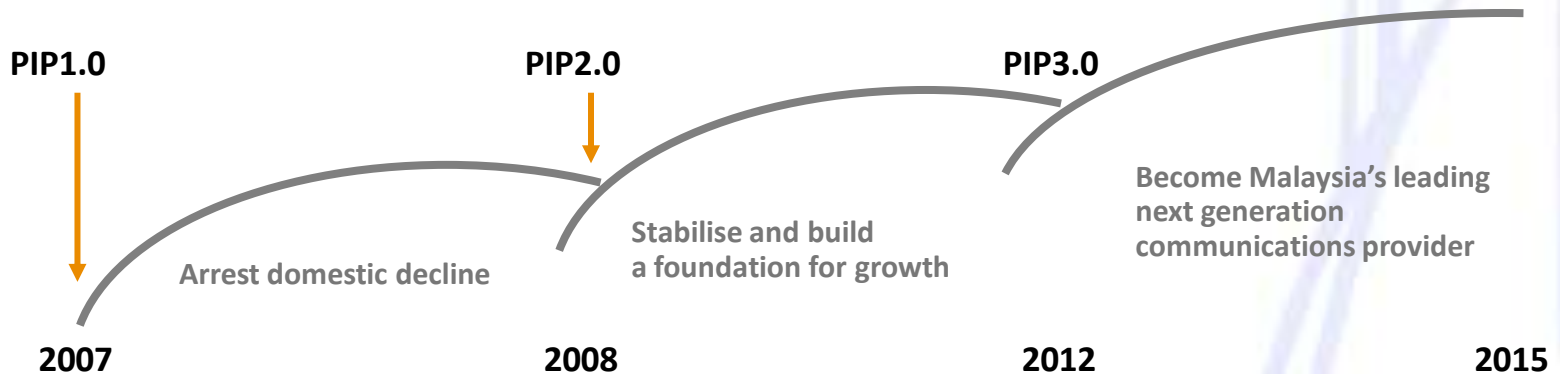 PIP1.0
PIP2.0
PIP3.0
Arrest domestic decline
Stabilise and build
a foundation for growth
Become Malaysia’s leading
next generation
communications provider
2007
2008
2012
2015